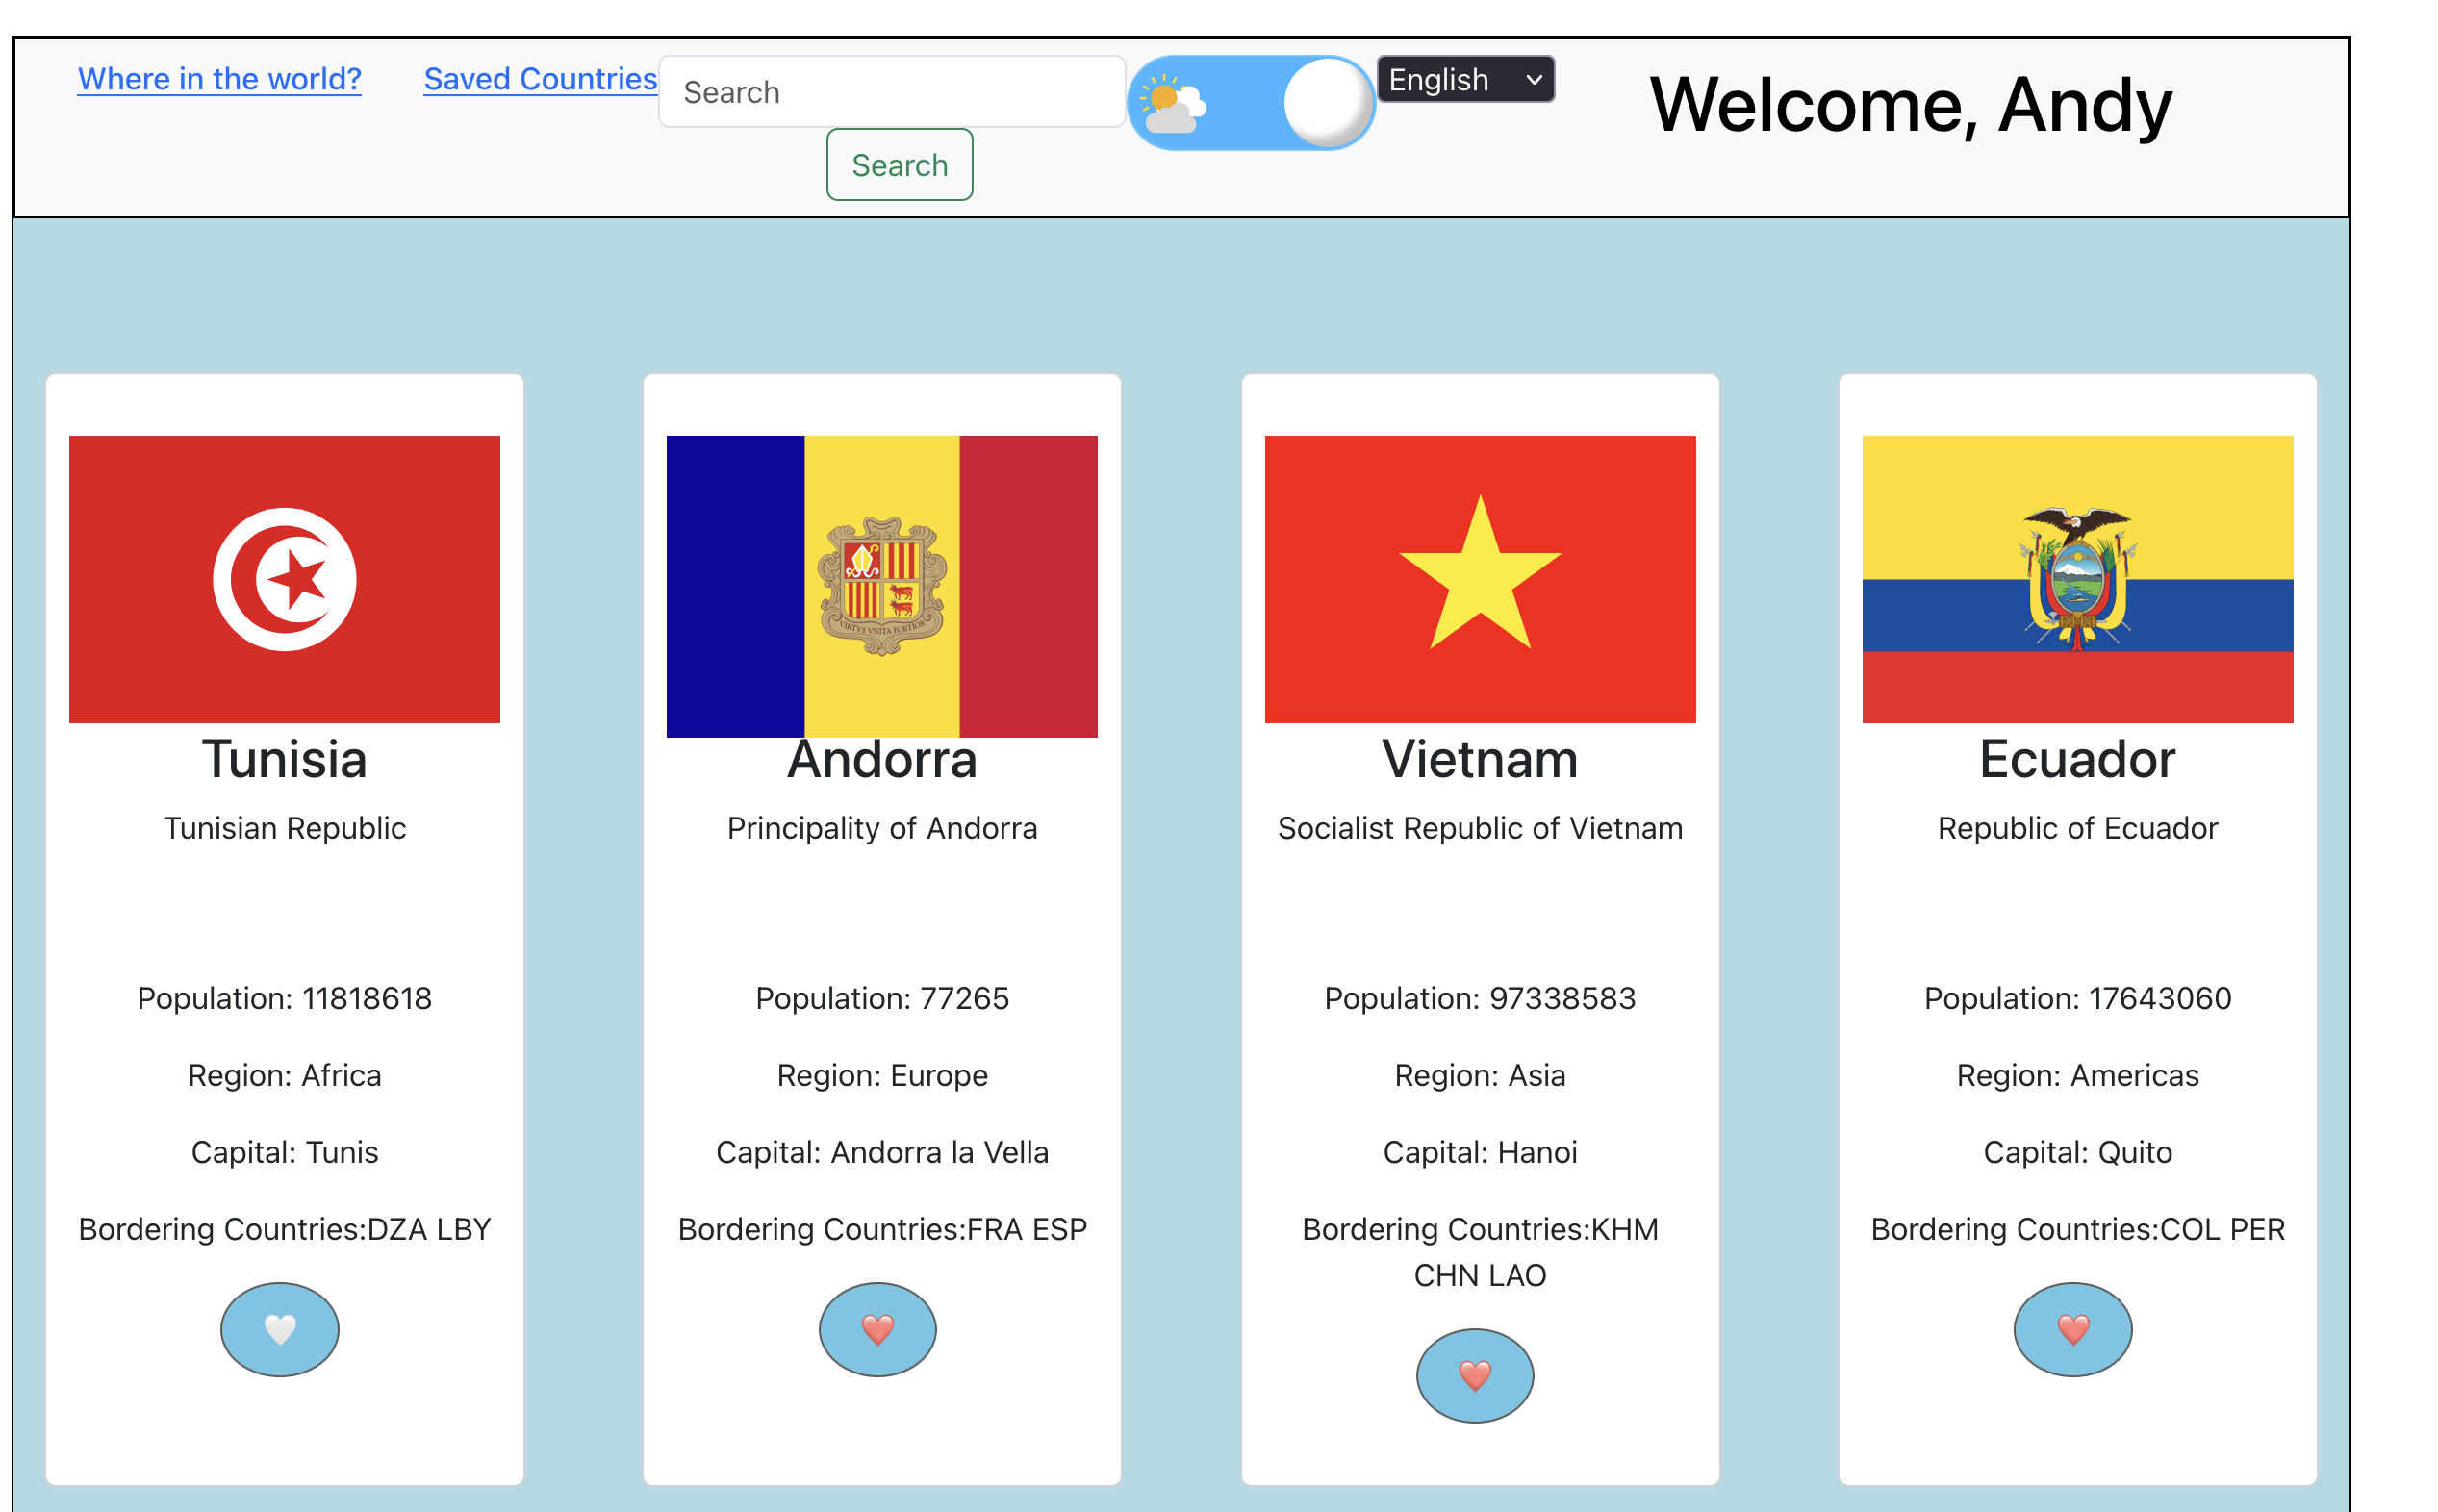 Where in the world?
Saved Countries
Search
English
Welcome, Andy
Search
VIRTVS VNITA FORTIOR
Tunisia
Tunisian Republic
Population: 11818618
Region: Africa
Capital: Tunis
Bordering Countries:DZA LBY
Andorra
Principality of Andorra
Population: 77265
Region: Europe
Capital: Andorra la Vella
Bordering Countries:FRA ESP
Vietnam
Socialist Republic of Vietnam
Population: 97338583
Region: Asia
Capital: Hanoi
Bordering Countries:KHM
CHN LAO
Ecuador
Republic of Ecuador
Population: 17643060
Region: Americas
Capital: Quito
Bordering Countries:COL PER